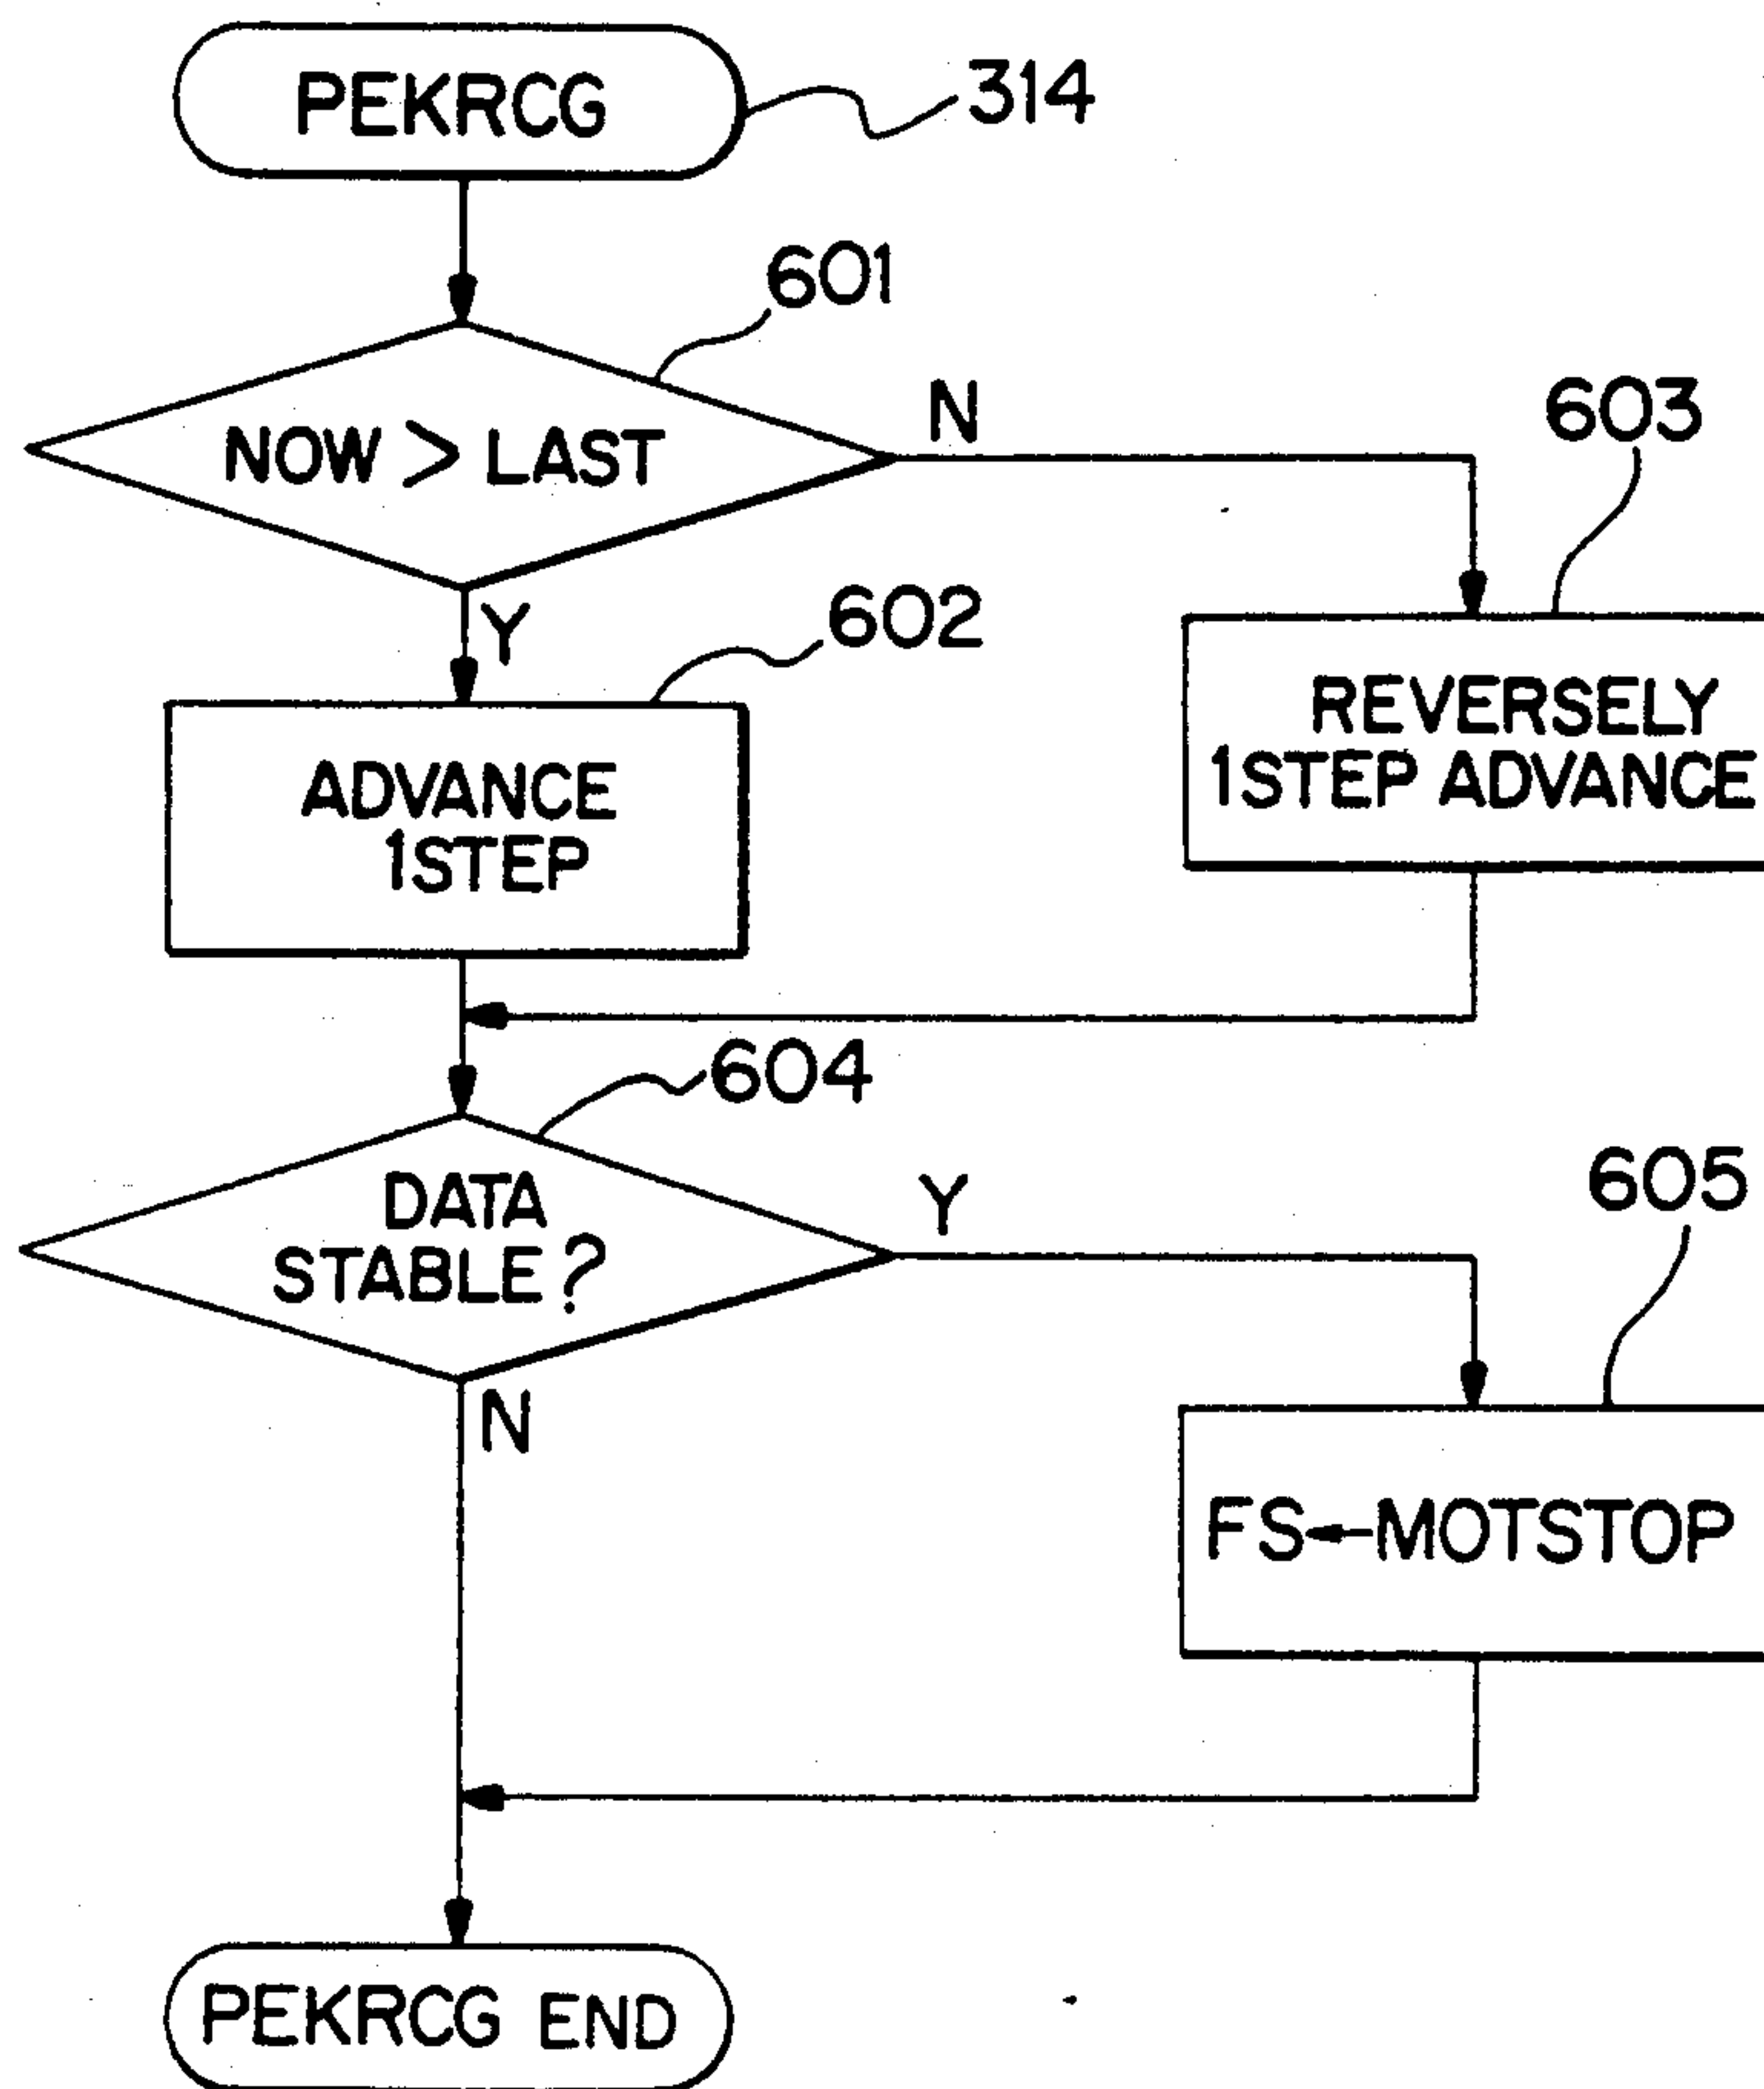 PEKRCG
314
601
NOW > LAST
N
603
Y
602
REVERSELY
1STEP ADVANCE
ADVANCE
1STEP
604
DATA
STABLE?
Y
605
N
FS←MOTSTOP
PEKRCG END